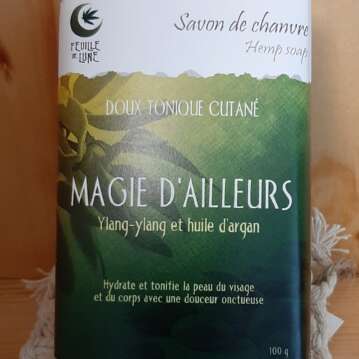 FEUILLE
DE LUNE
Savon de chanvre
Hemp soap
DOUX TONIQUE CUTANÉ
MAGIE D'AILLEURS
Ylang-ylang et huile d'argan
Hydrate et tonifie la peau du visage
et du corps avec une douceur onctueuse
100 g